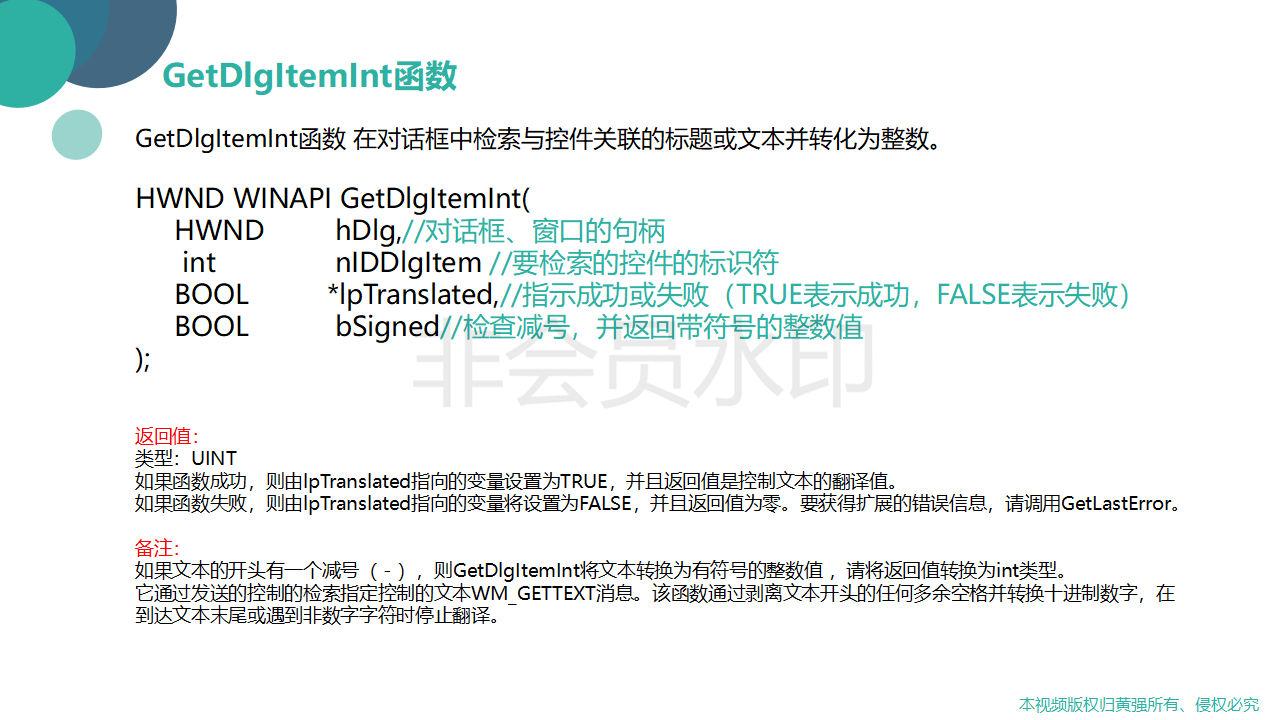 GetDlgItemInt函数
GetDlgItemInt函数 在对话框中检索与控件关联的标题或文本并转化为整数。
HWND WINAPI GetDlgItemInt(
HWND hDlg,//对话框、窗口的句柄
int nIDDlgItem //要检索的控件的标识符
BOOL *lpTranslated,//指示成功或失败（TRUE表示成功，FALSE表示失败）
BOOL bSigned//检查减号，并返回带符号的整数值
);
非会员水印
返回值：
类型：UINT
如果函数成功，则由lpTranslated指向的变量设置为TRUE，并且返回值是控制文本的翻译值。
如果函数失败，则由lpTranslated指向的变量将设置为FALSE，并且返回值为零。要获得扩展的错误信息，请调用GetLastError。
备注：
如果文本的开头有一个减号（ - ），则GetDlgItemInt将文本转换为有符号的整数值 ，请将返回值转换为int类型。
它通过发送的控制的检索指定控制的文本WM_GETTEXT消息。该函数通过剥离文本开头的任何多余空格并转换十进制数字，在
到达文本末尾或遇到非数字字符时停止翻译。
本视频版权归黄强所有、侵权必究